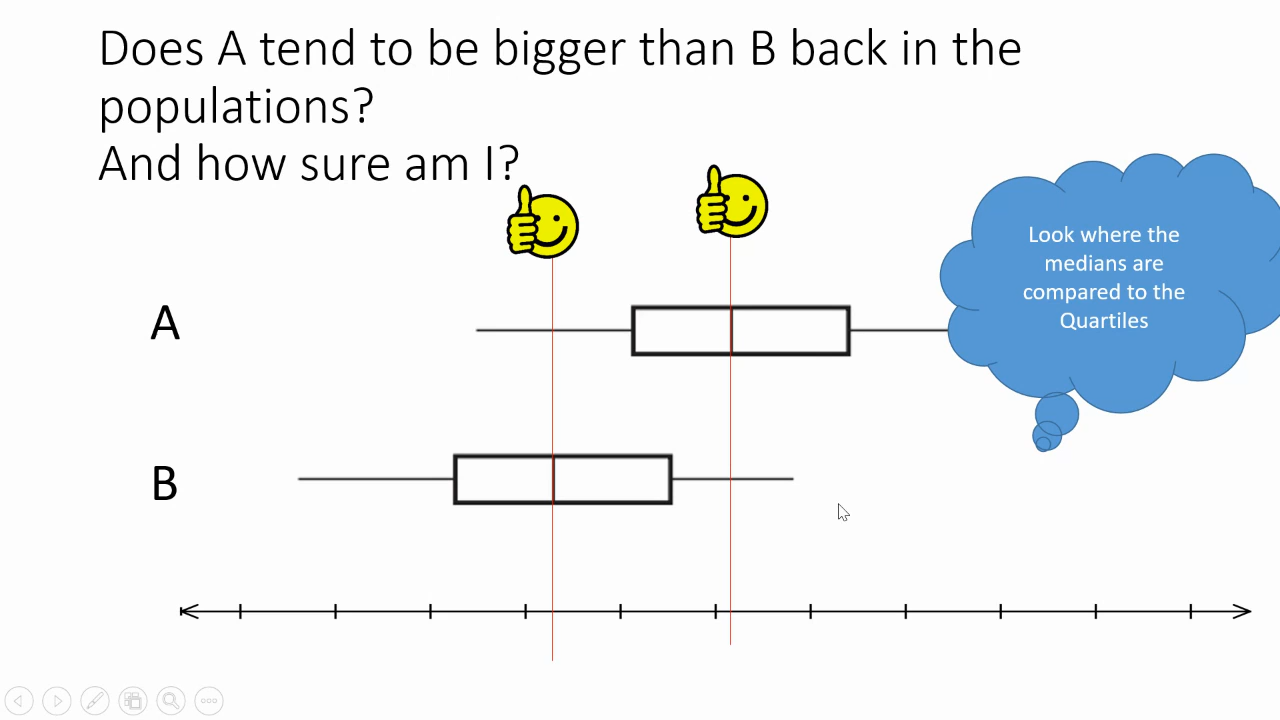 Does A tend to be bigger than B back in the
populations?
And how sure am I?
Look where the
medians are
compared to the
Quartiles
A
B